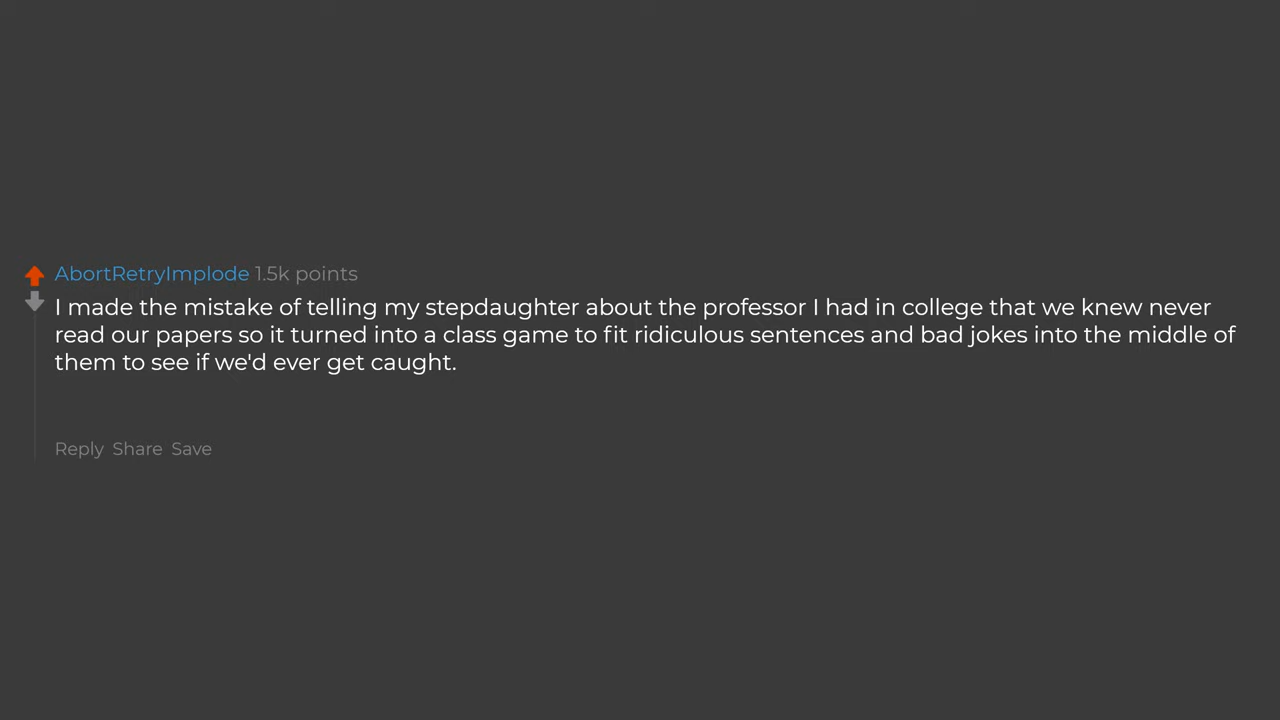 AbortRetryImplode 1.5k points
I made the mistake of telling my stepdaughter about the professor I had in college that we knew never
read our papers so it turned into a class game to fit ridiculous sentences and bad jokes into the middle of
them to see if we'd ever get caught.
Reply Share Save